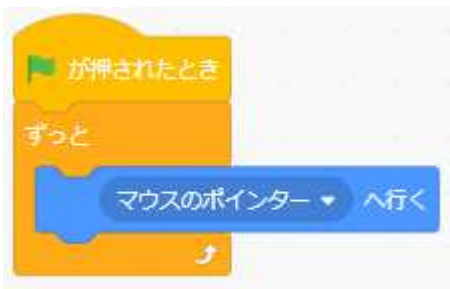 が押されたとき
ずっと
マウスのポインター へ行く